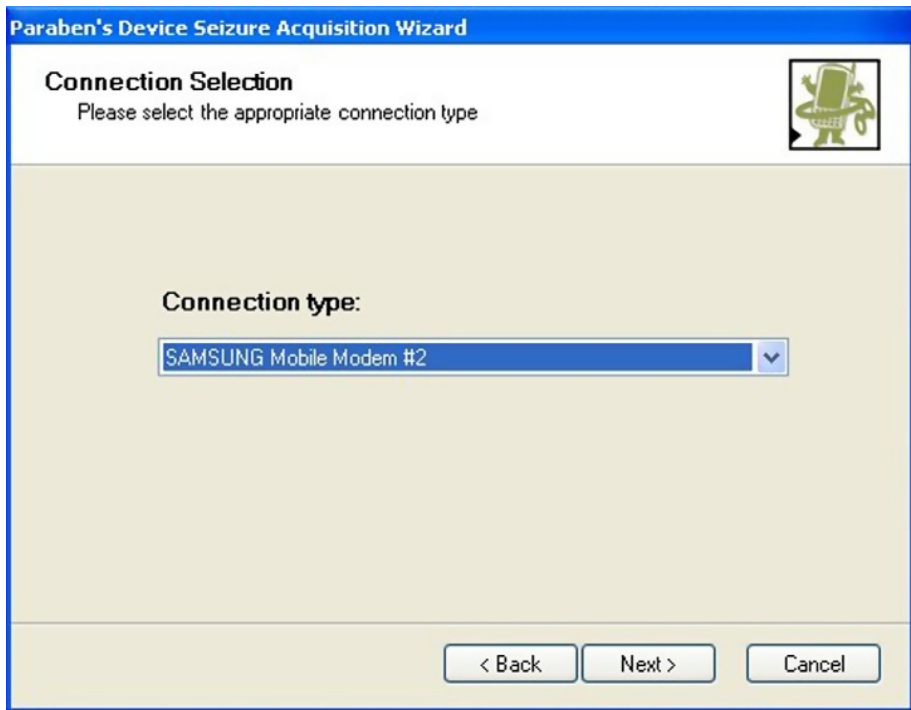 Paraben's Device Seizure Acquisition Wizard
Connection Selection
Please select the appropriate connection type
Connection type:
SAMSUNG Mobile Modem #2
< Back
Next >
Cancel